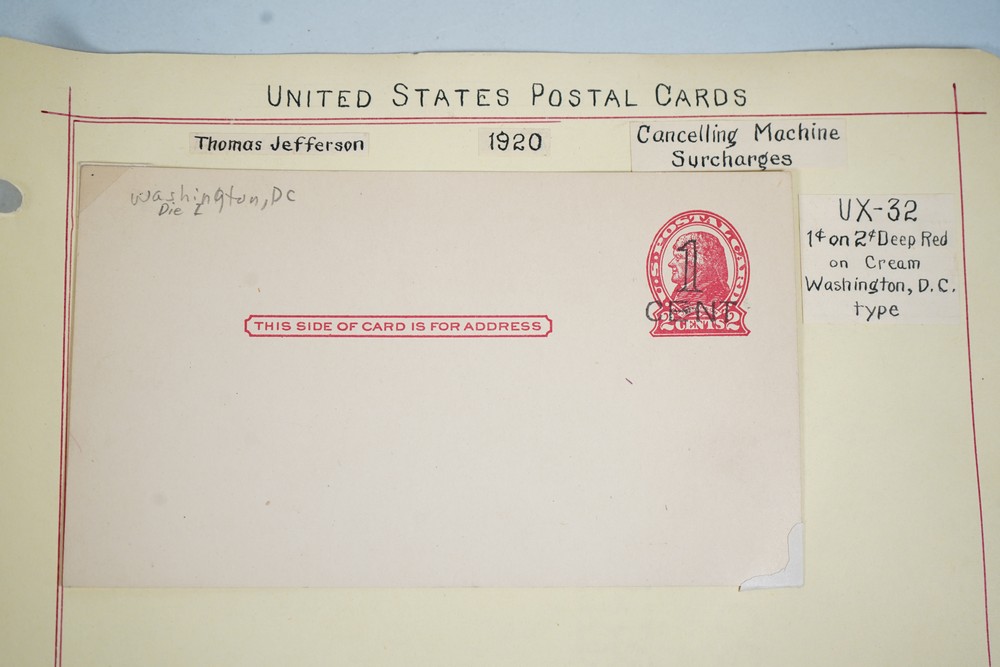 UNITED STATES POSTAL CARDS
Thomas Jefferson
1920
Cancelling Machine
Surcharges
Washington, DC
Die I
U.S. POSTAL CARD
1
CENT
2 CENTS 2
THIS SIDE OF CARD IS FOR ADDRESS
UX-32
1¢ on 2¢ Deep Red
on Cream
Washington, D.C.
type